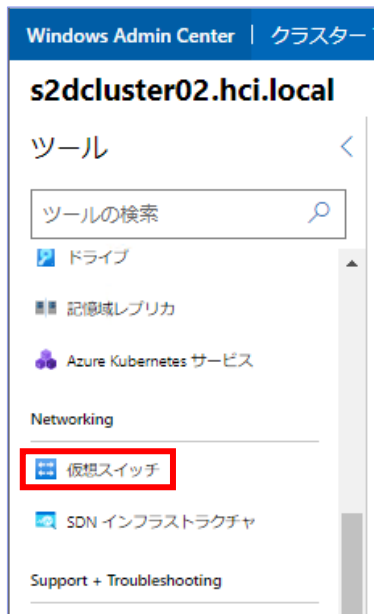 Windows Admin Center | クラスター
s2dcluster02.hci.local
ツール
ツールの検索
ドライブ
記憶域レプリカ
Azure Kubernetes サービス
Networking
仮想スイッチ
SDN インフラストラクチャ
Support + Troubleshooting